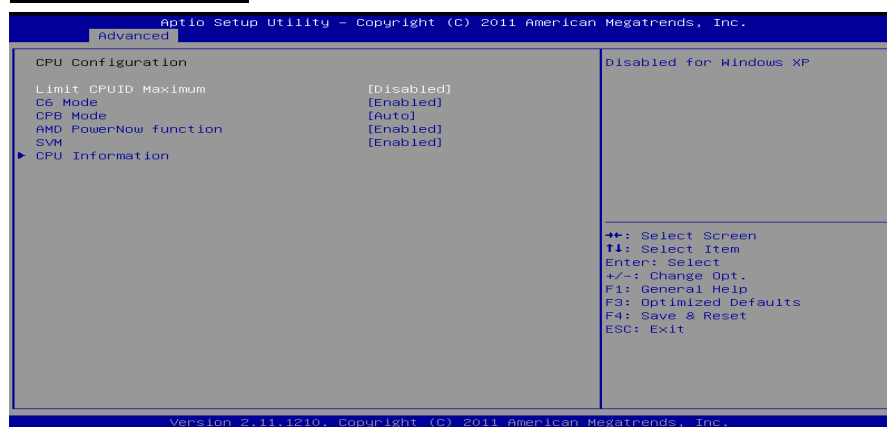 Aptio Setup Utility – Copyright (C) 2011 American Megatrends, Inc.
Advanced
CPU Configuration
Limit CPUID Maximum [Disabled]
C6 Mode [Enabled]
CPB Mode [Auto]
AMD PowerNow function [Enabled]
SVM [Enabled]
► CPU Information
Disabled for Windows XP
→←: Select Screen
↑↓: Select Item
Enter: Select
+/-: Change Opt.
F1: General Help
F3: Optimized Defaults
F4: Save & Reset
ESC: Exit
Version 2.11.1210. Copyright (C) 2011 American Megatrends, Inc.